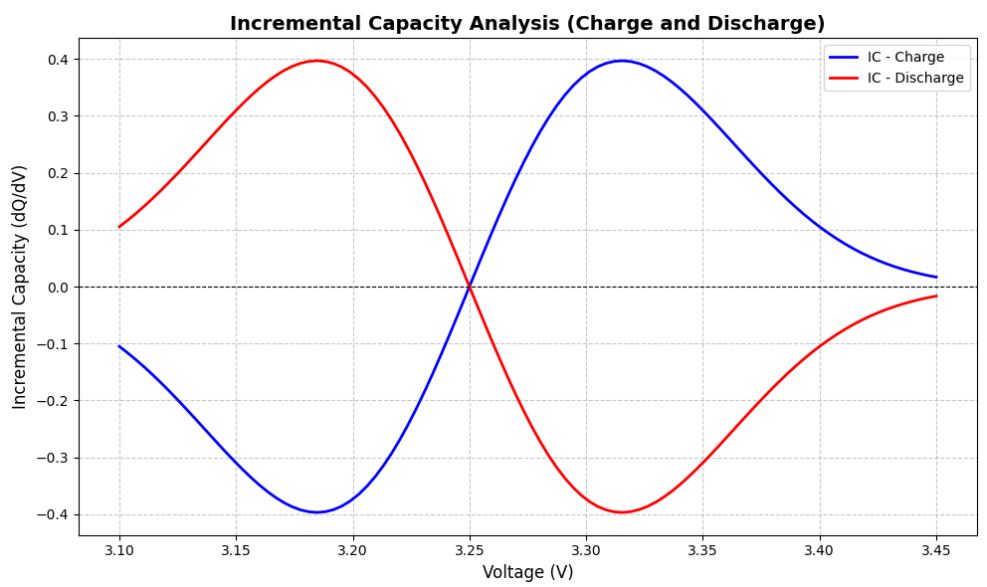 Incremental Capacity Analysis (Charge and Discharge)
IC - Charge
IC - Discharge
Incremental Capacity (dQ/dV)
0.4
0.3
0.2
0.1
0.0
−0.1
−0.2
−0.3
−0.4
3.10 3.15 3.20 3.25 3.30 3.35 3.40 3.45
Voltage (V)